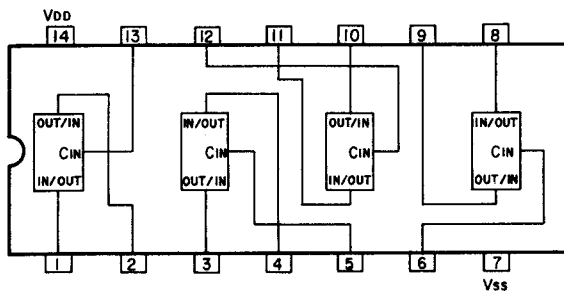 VDD
14 13 12 11 10 9 8
OUT/IN IN/OUT OUT/IN IN/OUT
CIN CIN CIN CIN
IN/OUT OUT/IN IN/OUT OUT/IN
1 2 3 4 5 6 7
VSS